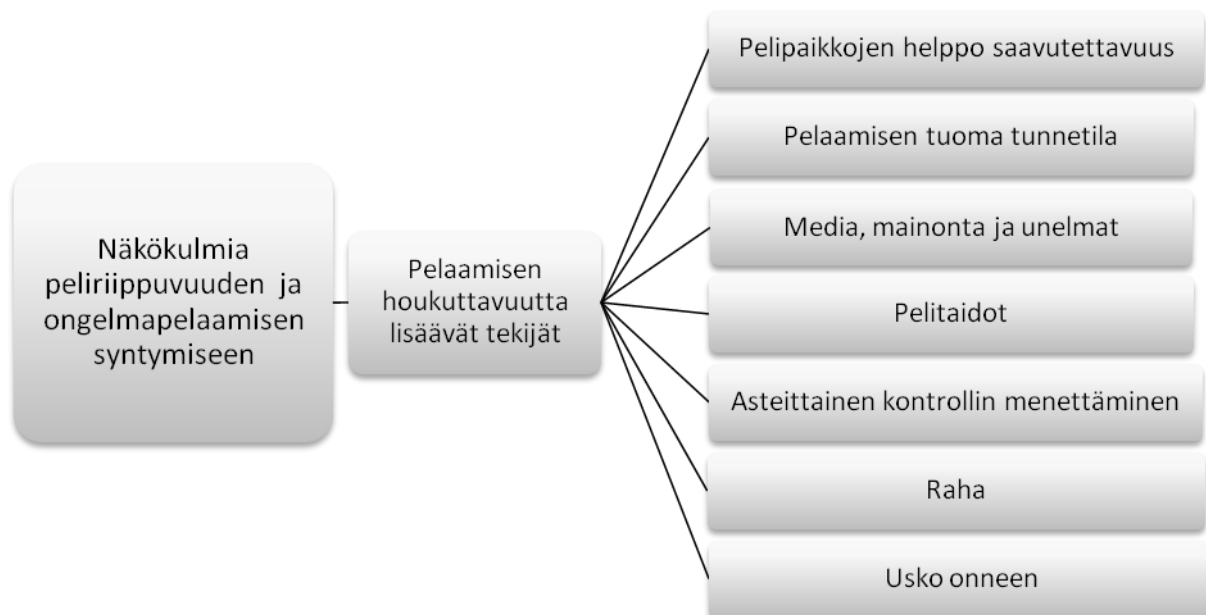 Näkökulmia
peliriippuvuuden ja
ongelmapelaamisen
syntymiseen
Pelaamisen
houkuttavuutta
lisäävät tekijät
Pelipaikkojen helppo saavutettavuus
Pelaamisen tuoma tunnetila
Media, mainonta ja unelmat
Pelitaidot
Asteittainen kontrollin menettäminen
Raha
Usko onneen